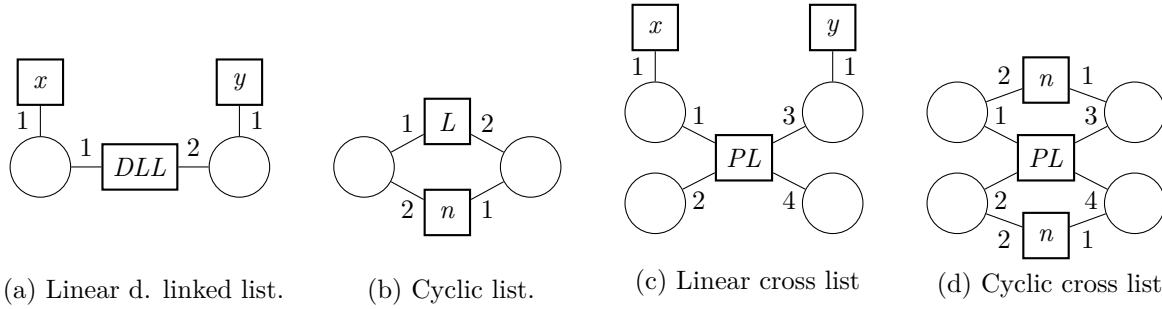 x
y
1
1
1
DLL
2
(a) Linear d. linked list.
1
L
2
2
n
1
(b) Cyclic list.
x
y
1
1
1
3
PL
2
4
(c) Linear cross list
2
n
1
1
3
PL
2
4
2
n
1
(d) Cyclic cross list